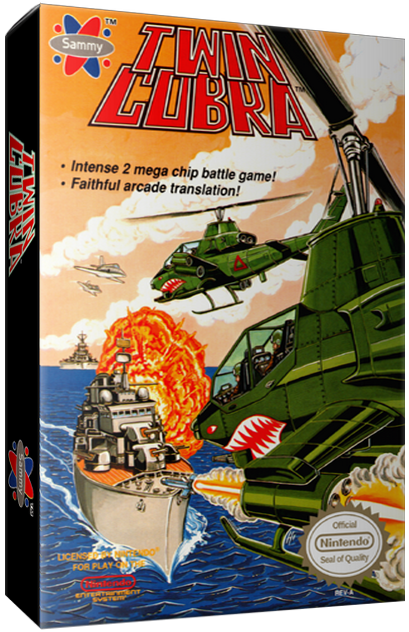 Sammy
TM
TWIN
COBRA
TM
• Intense 2 mega chip battle game!
• Faithful arcade translation!
TWIN
COBRA
Sammy
LICENSED BY NINTENDO®
FOR PLAY ON THE
Nintendo
ENTERTAINMENT
SYSTEM®
Official
Nintendo®
Seal of Quality
REV-A